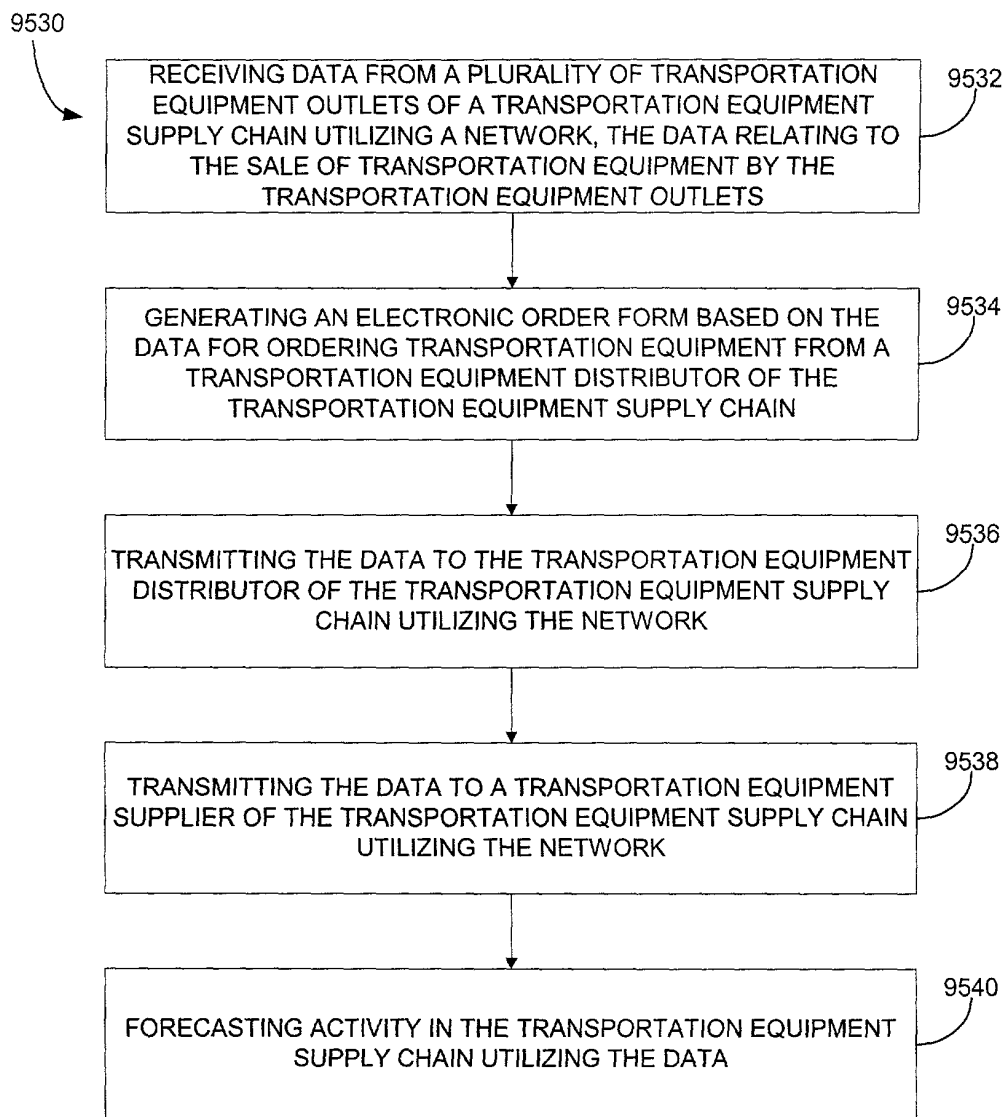 9530
RECEIVING DATA FROM A PLURALITY OF TRANSPORTATION
EQUIPMENT OUTLETS OF A TRANSPORTATION EQUIPMENT
SUPPLY CHAIN UTILIZING A NETWORK, THE DATA RELATING TO
THE SALE OF TRANSPORTATION EQUIPMENT BY THE
TRANSPORTATION EQUIPMENT OUTLETS
9532
GENERATING AN ELECTRONIC ORDER FORM BASED ON THE
DATA FOR ORDERING TRANSPORTATION EQUIPMENT FROM A
TRANSPORTATION EQUIPMENT DISTRIBUTOR OF THE
TRANSPORTATION EQUIPMENT SUPPLY CHAIN
9534
TRANSMITTING THE DATA TO THE TRANSPORTATION EQUIPMENT
DISTRIBUTOR OF THE TRANSPORTATION EQUIPMENT SUPPLY
CHAIN UTILIZING THE NETWORK
9536
TRANSMITTING THE DATA TO A TRANSPORTATION EQUIPMENT
SUPPLIER OF THE TRANSPORTATION EQUIPMENT SUPPLY CHAIN
UTILIZING THE NETWORK
9538
FORECASTING ACTIVITY IN THE TRANSPORTATION EQUIPMENT
SUPPLY CHAIN UTILIZING THE DATA
9540